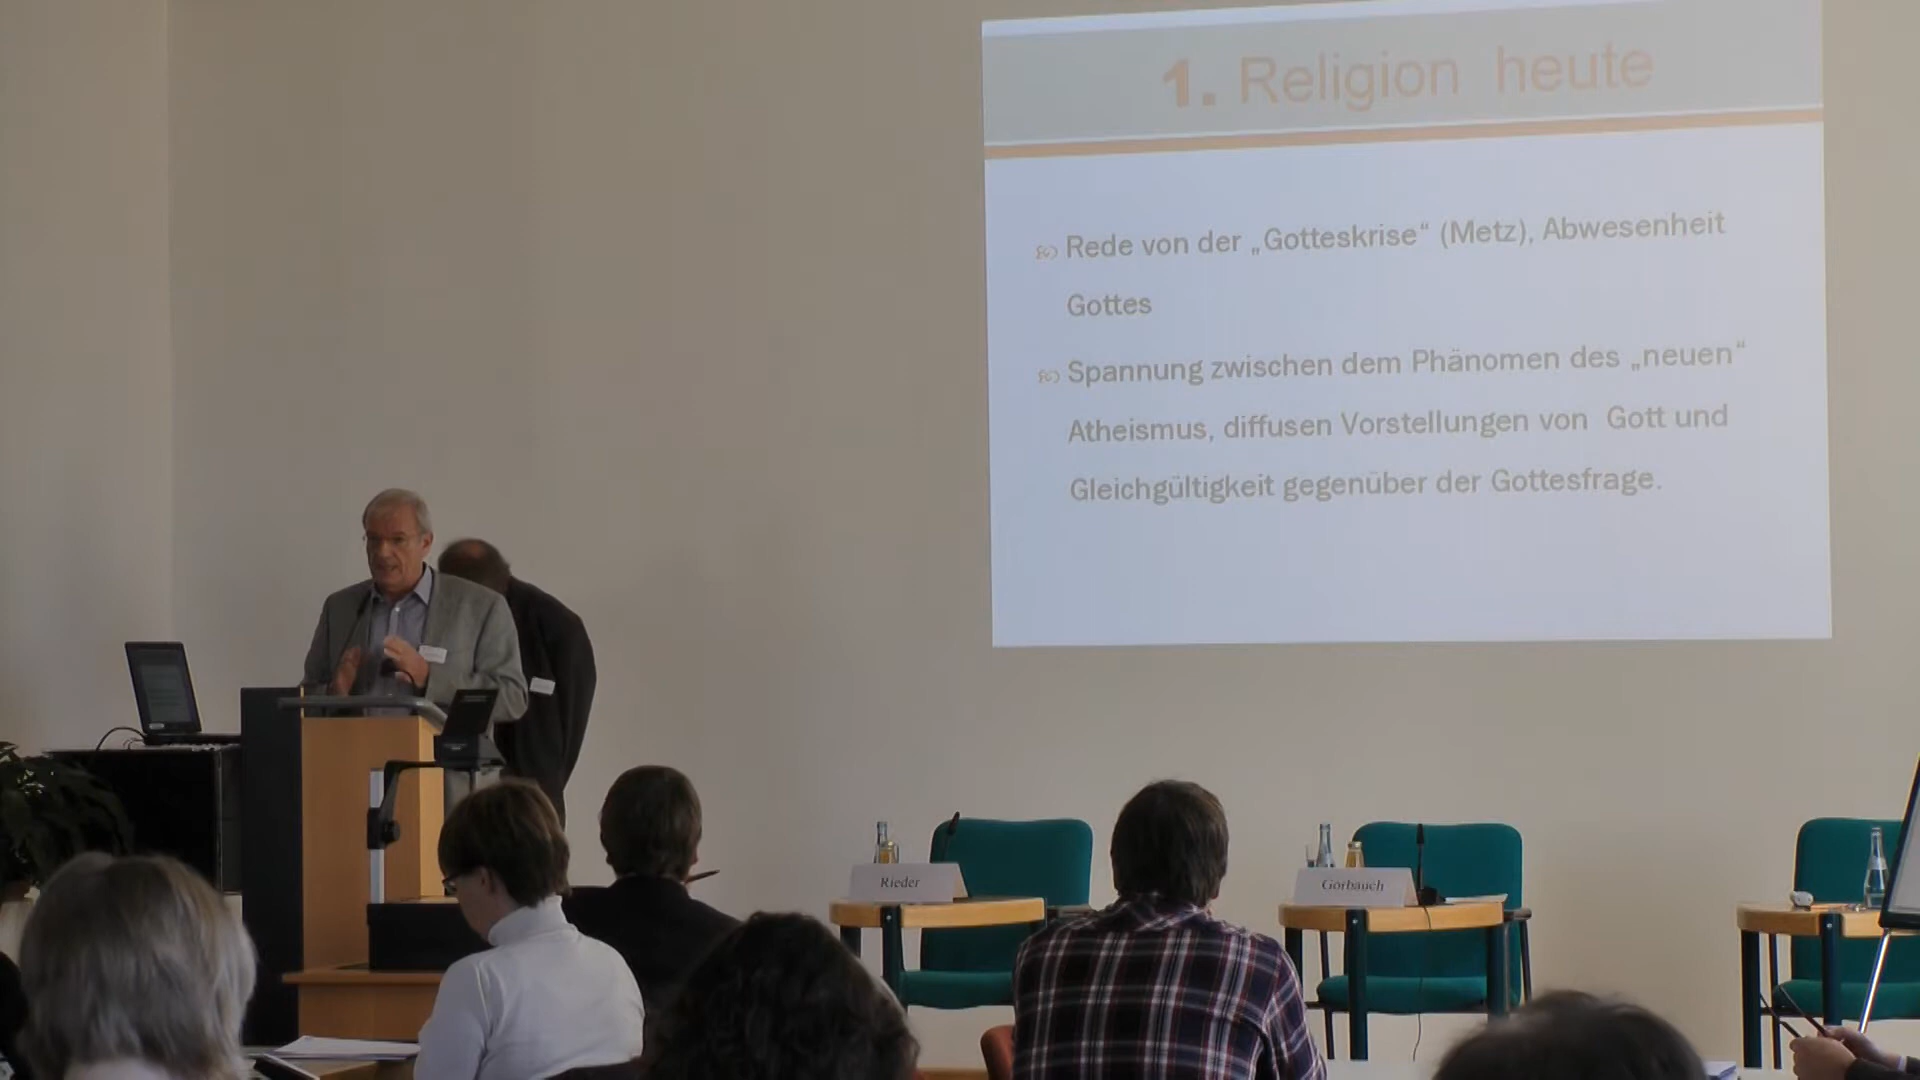 1. Religion heute
Rede von der „Gotteskrise“ (Metz), Abwesenheit
Gottes
Spannung zwischen dem Phänomen des „neuen“
Atheismus, diffusen Vorstellungen von Gott und
Gleichgültigkeit gegenüber der Gottesfrage.
Rieder
Gorbauch